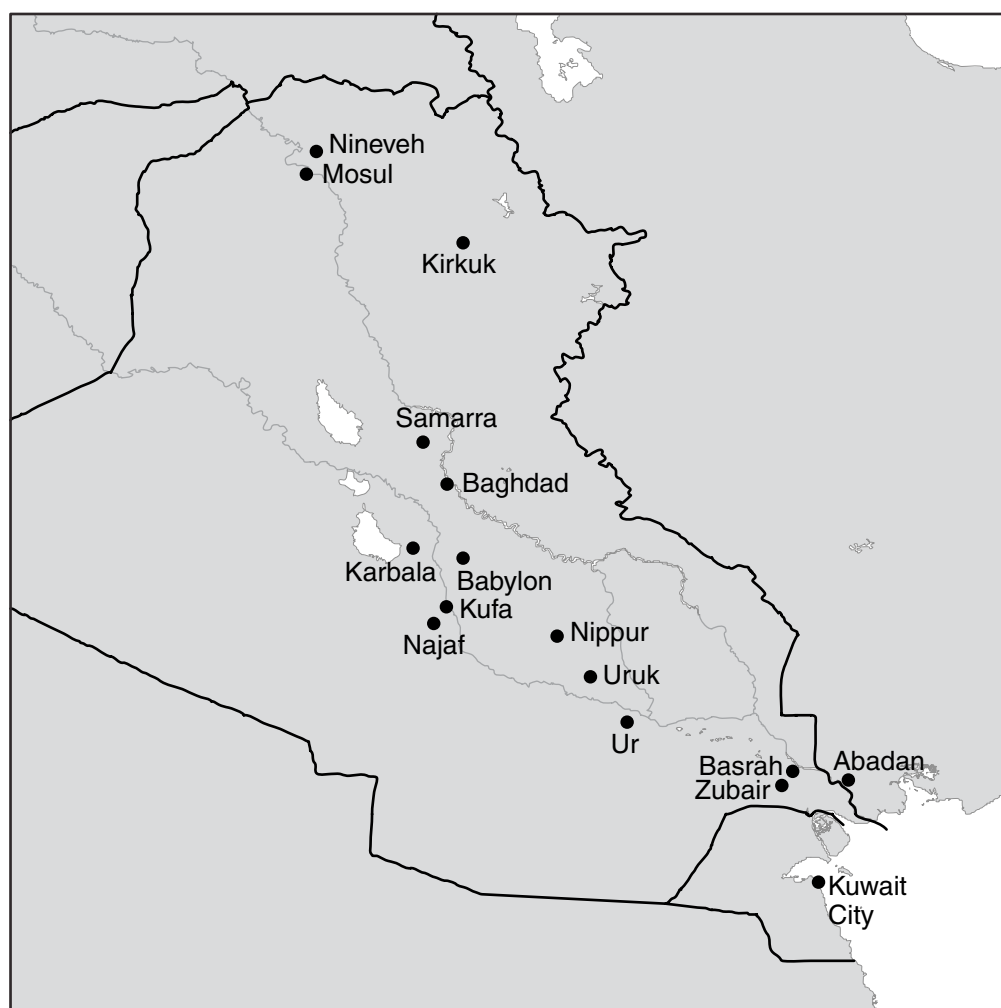 Nineveh
Mosul
Kirkuk
Samarra
Baghdad
Karbala
Babylon
Kufa
Najaf
Nippur
Uruk
Ur
Basrah
Abadan
Zubair
Kuwait
City